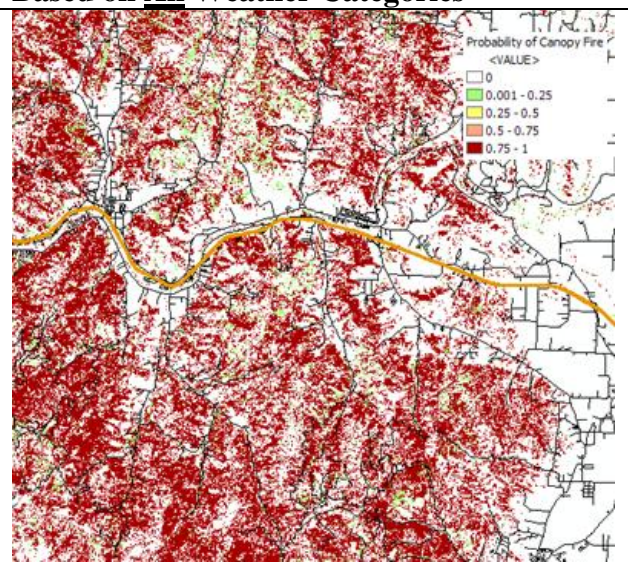 Based on All Weather Categories
Probability of Canopy Fire
<VALUE>
0
0.001 - 0.25
0.25 - 0.5
0.5 - 0.75
0.75 - 1